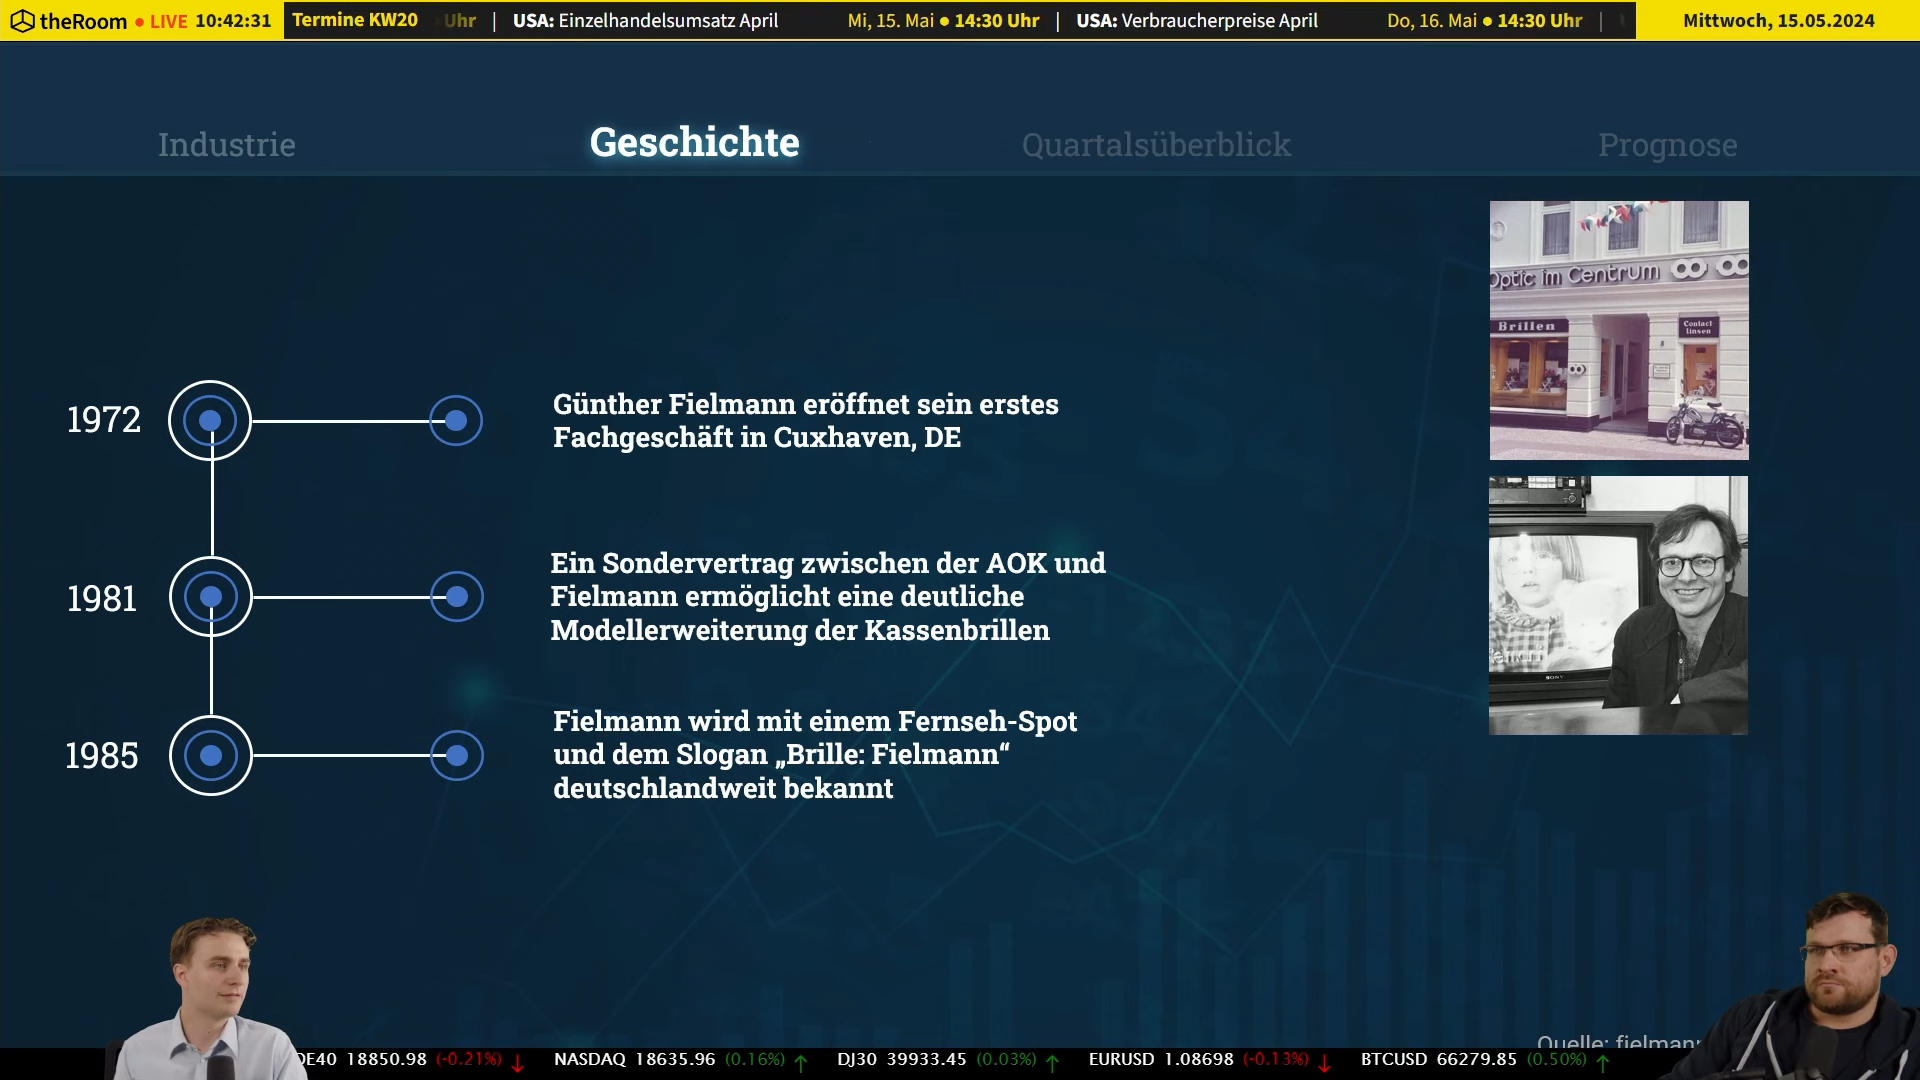 theRoom • LIVE 10:42:31 Termine KW20 Uhr | USA: Einzelhandelsumsatz April Mi, 15. Mai • 14:30 Uhr | USA: Verbraucherpreise April Do, 16. Mai • 14:30 Uhr | Mittwoch, 15.05.2024
Industrie Geschichte Quartalsüberblick Prognose
Optic im Centrum
Brillen
Contact
linsen
1972
Günther Fielmann eröffnet sein erstes
Fachgeschäft in Cuxhaven, DE
1981
Ein Sondervertrag zwischen der AOK und
Fielmann ermöglicht eine deutliche
Modellerweiterung der Kassenbrillen
SONY
1985
Fielmann wird mit einem Fernseh-Spot
und dem Slogan „Brille: Fielmann“
deutschlandweit bekannt
Quelle: fielmann
DE40 18850.98 (-0.21%) ↓ NASDAQ 18635.96 (0.16%) ↑ DJ30 39933.45 (0.03%) ↑ EURUSD 1.08698 (-0.13%) ↓ BTCUSD 66279.85 (0.50%) ↑